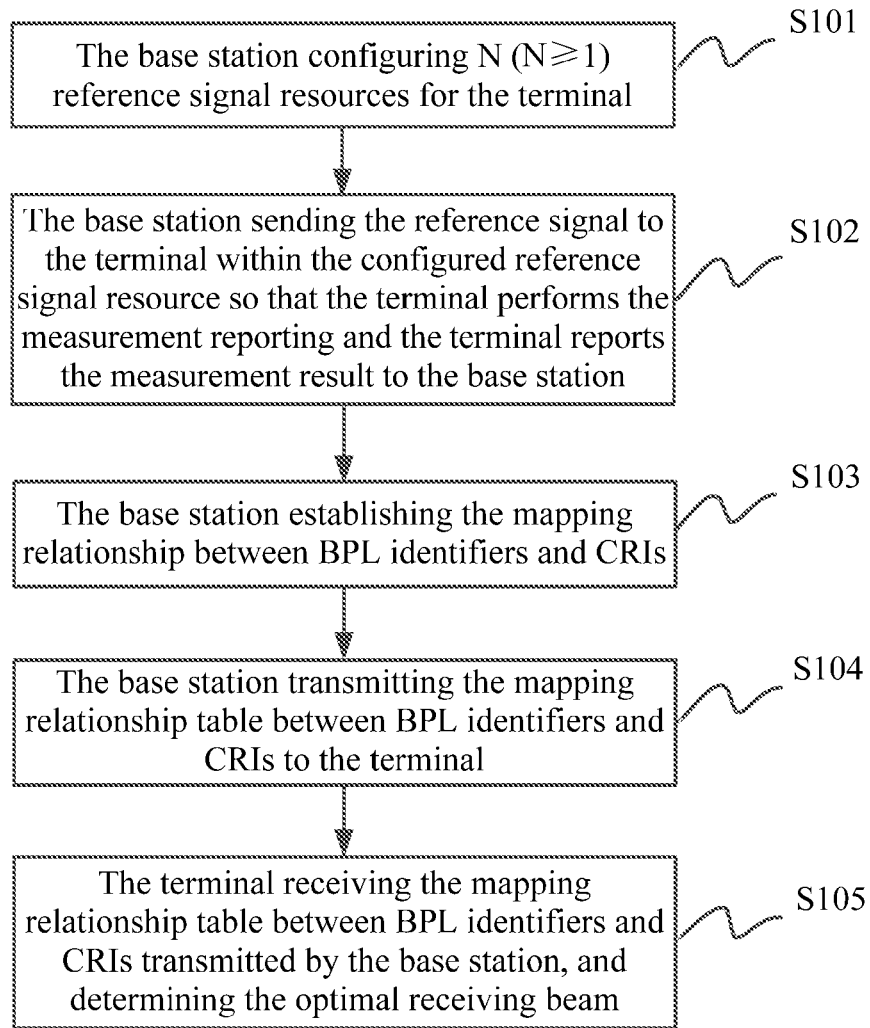 The base station configuring N (N≥1)
reference signal resources for the terminal
S101
The base station sending the reference signal to
the terminal within the configured reference
signal resource so that the terminal performs the
measurement reporting and the terminal reports
the measurement result to the base station
S102
The base station establishing the mapping
relationship between BPL identifiers and CRIs
S103
The base station transmitting the mapping
relationship table between BPL identifiers and
CRIs to the terminal
S104
The terminal receiving the mapping
relationship table between BPL identifiers and
CRIs transmitted by the base station, and
determining the optimal receiving beam
S105